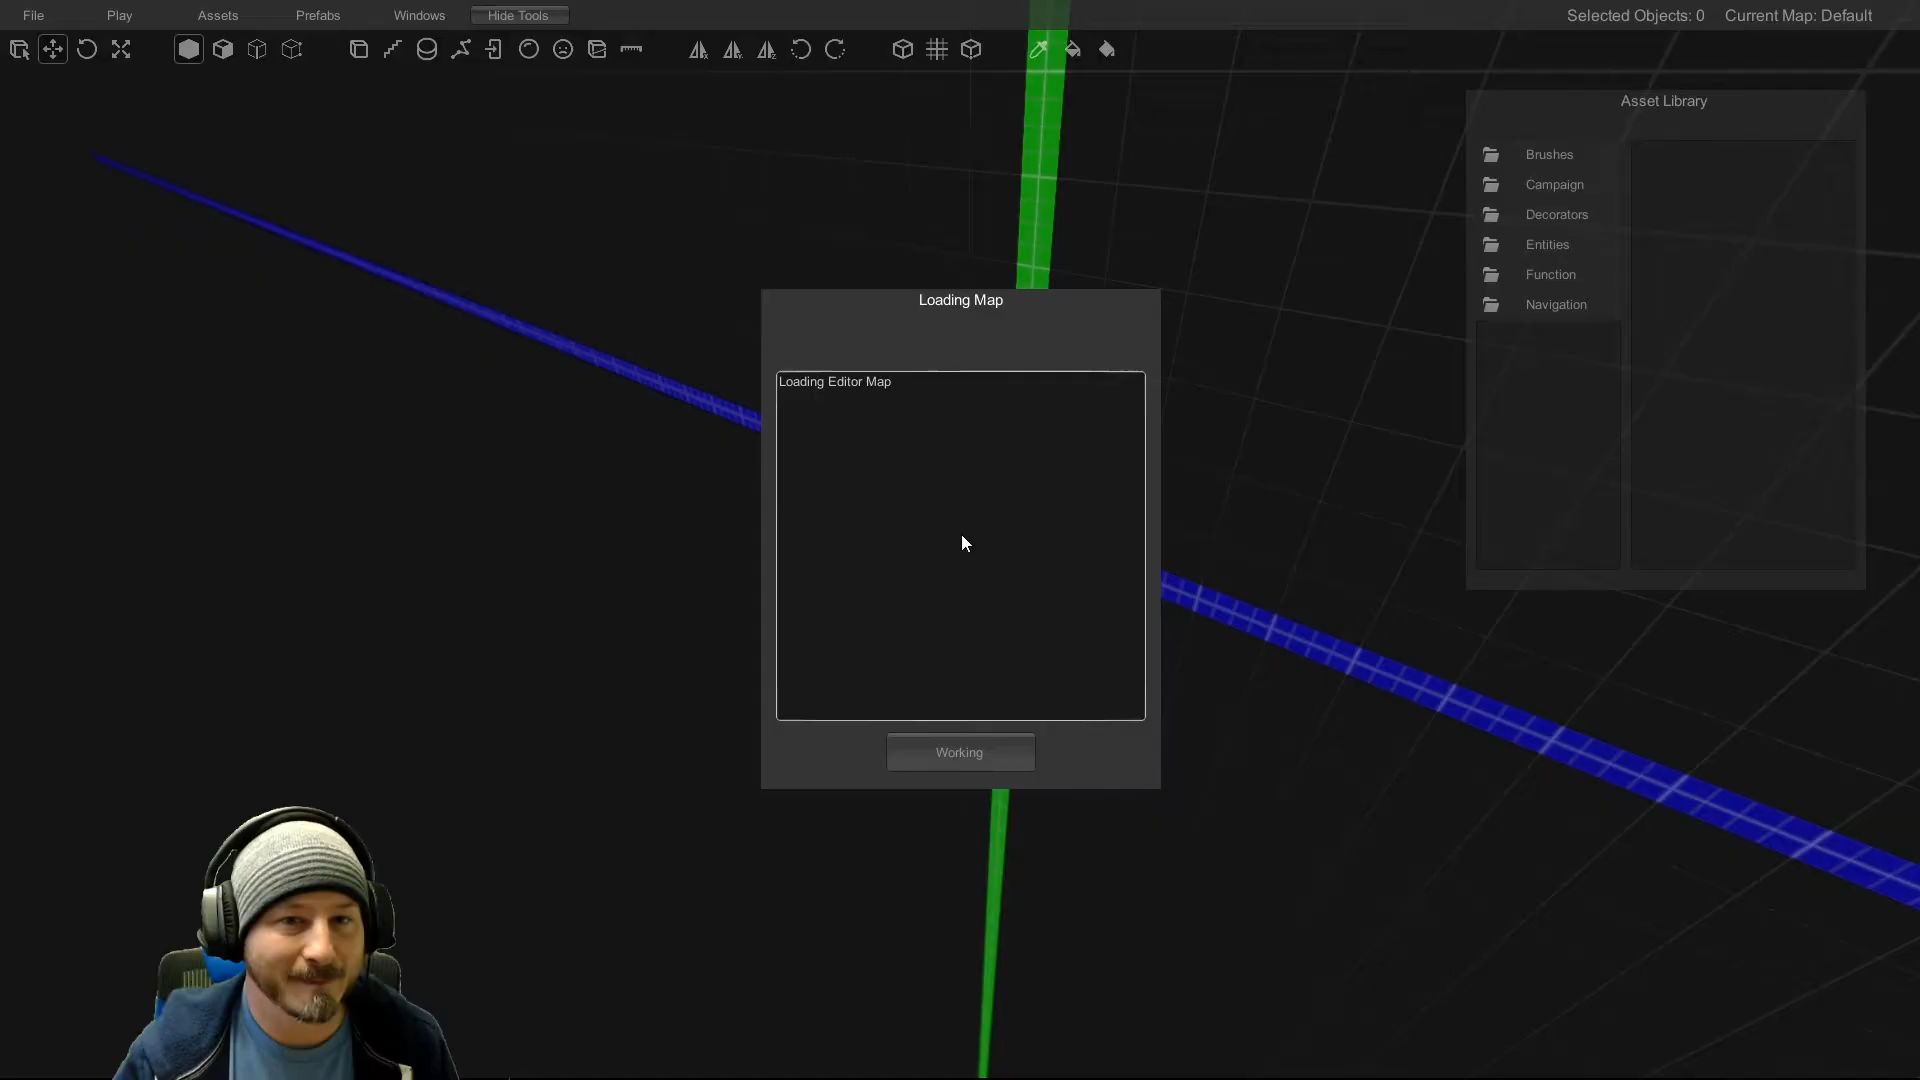 File Play Assets Prefabs Windows Hide Tools Selected Objects: 0 Current Map: Default
Asset Library
Brushes
Campaign
Decorators
Entities
Function
Navigation
Loading Map
Loading Editor Map
Working